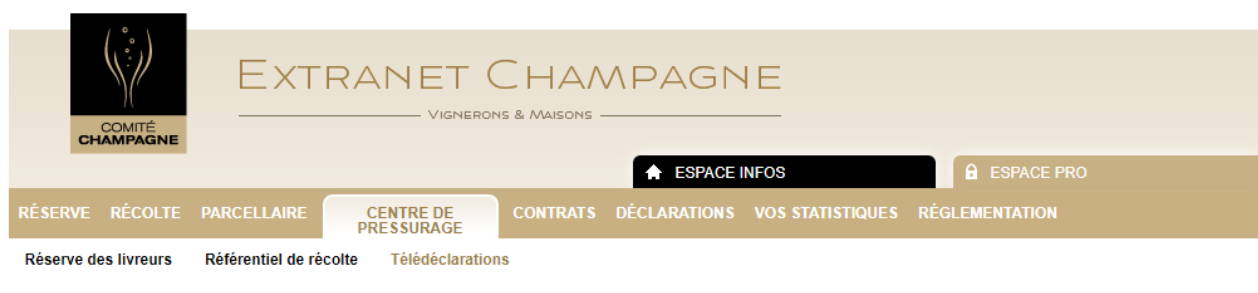 EXTRANET CHAMPAGNE
VIGNERONS & MAISONS
COMITÉ
CHAMPAGNE
ESPACE INFOS
ESPACE PRO
RÉSERVE RÉCOLTE PARCELLAIRE CENTRE DE PRESSURAGE CONTRATS DÉCLARATIONS VOS STATISTIQUES RÉGLEMENTATION
Réserve des livreurs Référentiel de récolte Télédéclarations